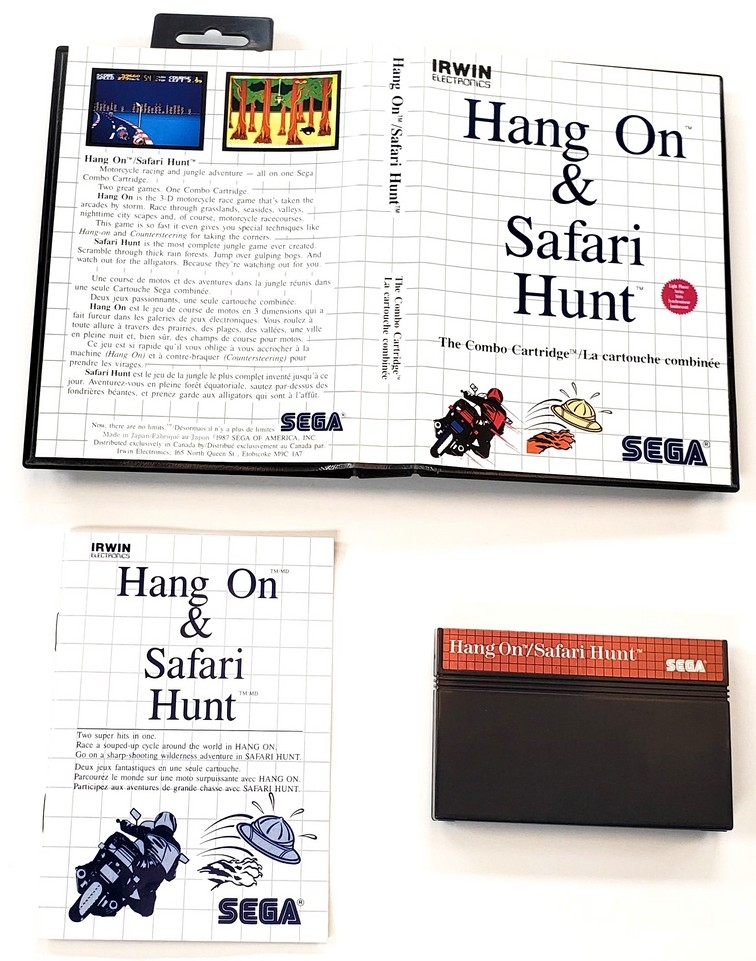 Hang On™/Safari Hunt™
Motorcycle racing and jungle adventure — all on one Sega
Combo Cartridge.
Two great games. One Combo Cartridge.
Hang On is the 3-D motorcycle race game that's taken the
arcades by storm. Race through grasslands, seasides, valleys,
nighttime city scapes and, of course, motorcycle racecourses.
This game is so fast it even gives you special techniques like
Hang-on and Countersteering for taking the corners.
Safari Hunt is the most complete jungle game ever created.
Scramble through thick rain forests. Jump over gulping bogs. And
watch out for the alligators. Because they're watching out for you.
Une course de motos et des aventures dans la jungle réunis dans
une seule Cartouche Sega combinée.
Deux jeux passionnants, une seule cartouche combinée.
Hang On est le jeu de course de motos en 3 dimensions qui a
fait fureur dans les galeries de jeux électroniques. Vous roulez à
toute allure à travers des prairies, des plages, des vallées, une ville
en pleine nuit et, bien sûr, des champs de course pour motos.
Ce jeu est si rapide qu'il vous oblige à vous accrocher à la
machine (Hang On) et à contre-braquer (Countersteering) pour
prendre les virages.
Safari Hunt est le jeu de la jungle le plus complet inventé jusqu'à ce
jour. Aventurez-vous en pleine forêt équatoriale, sautez par-dessus des
fondrières béantes, et prenez garde aux alligators qui sont à l'affût.
Now, there are no limits.™ Désormais il n'y a plus de limites
Made in Japan/Fabriqué au Japon ©1987 SEGA OF AMERICA, INC
Distributed exclusively in Canada by/Distribué exclusivement au Canada par:
Irwin Electronics, 165 North Queen St., Etobicoke M9C 1A7
SEGA®
Hang On™/Safari Hunt™
The Combo Cartridge™
La cartouche combinée
IRWIN
ELECTRONICS
Hang On™
&
Safari
Hunt™
Light Phaser
Series
Série
The Combo Cartridge™/La cartouche combinée
SEGA®
IRWIN
ELECTRONICS
Hang On TM/MD
&
Safari
Hunt TM/MD
Two super hits in one.
Race a souped-up cycle around the world in HANG ON.
Go on a sharp-shooting wilderness adventure in SAFARI HUNT.
Deux jeux fantastiques en une seule cartouche.
Parcourez le monde sur une moto surpuissante avec HANG ON.
Participez aux aventures de grande chasse avec SAFARI HUNT.
SEGA®
Hang On™/Safari Hunt™
SEGA®